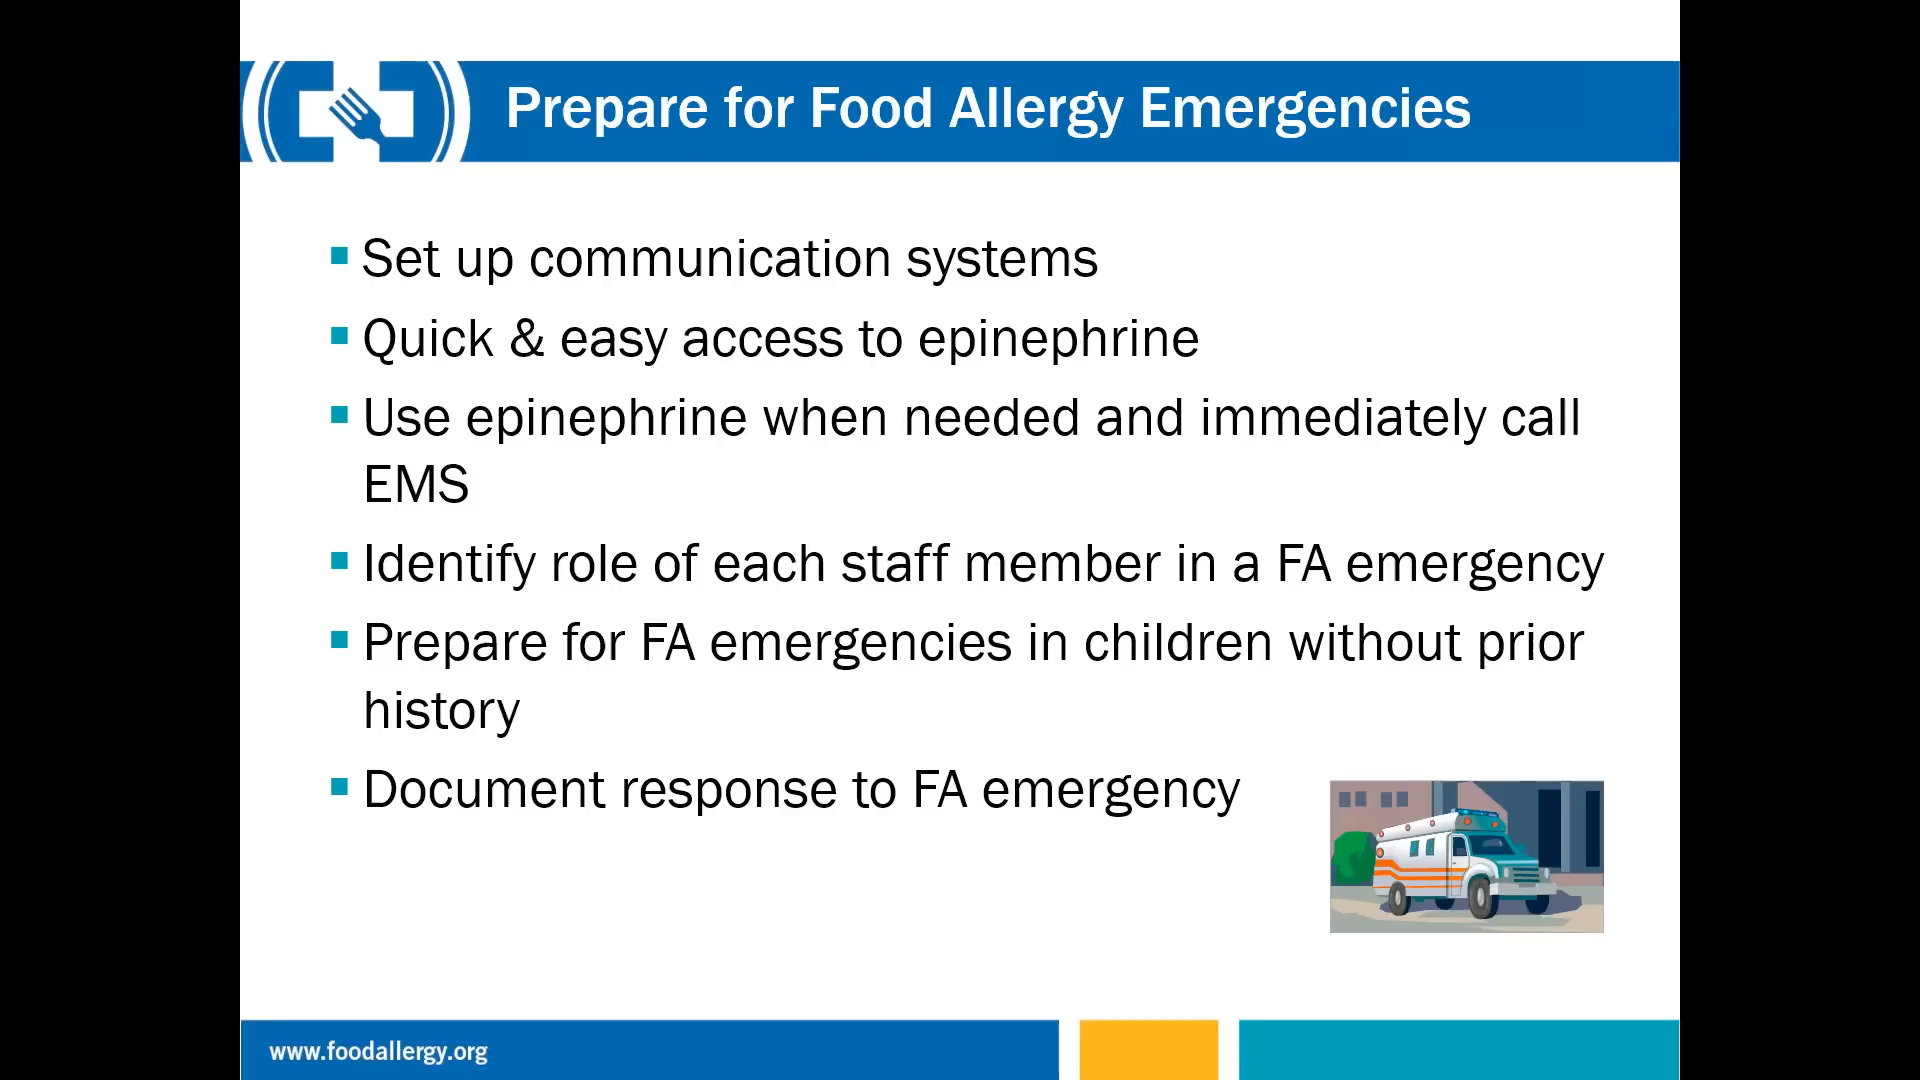 Prepare for Food Allergy Emergencies
Set up communication systems
Quick & easy access to epinephrine
Use epinephrine when needed and immediately call
EMS
Identify role of each staff member in a FA emergency
Prepare for FA emergencies in children without prior
history
Document response to FA emergency
www.foodallergy.org